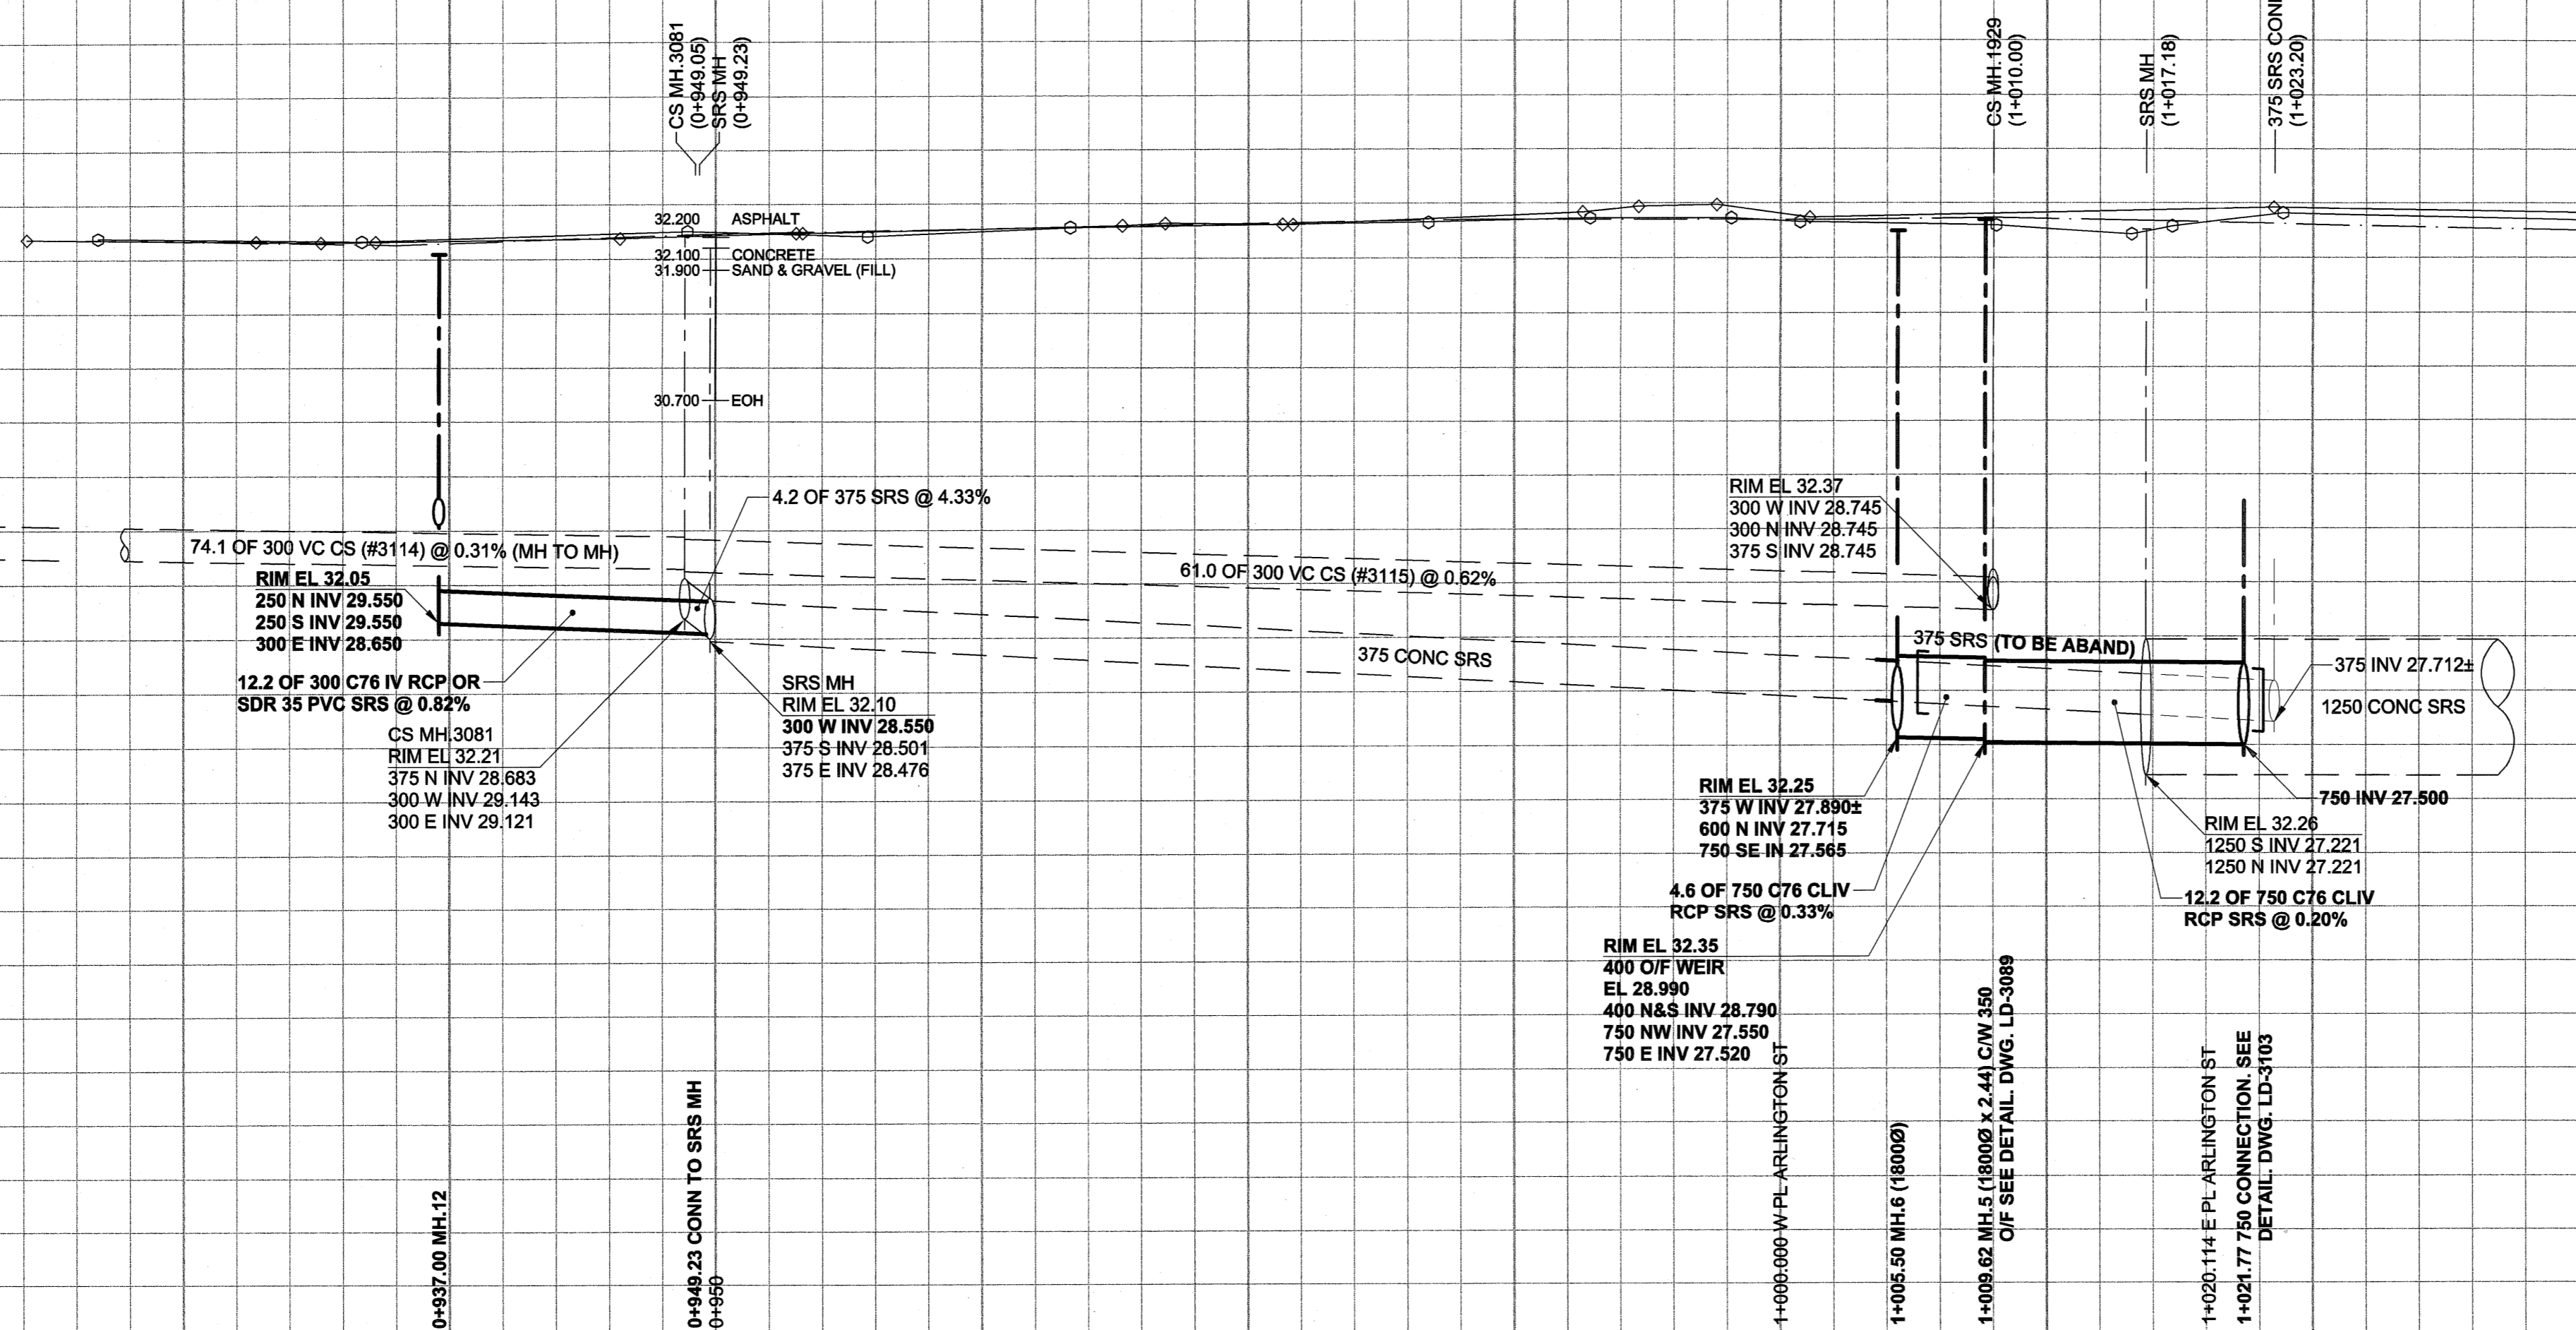 CS MH.3081
(0+949.05)
SRS MH
(0+949.23)
CS MH.1929
(1+010.00)
SRS MH
(1+017.18)
375 SRS
(1+023.20)
32.200 ASPHALT
32.100 CONCRETE
31.900 SAND & GRAVEL (FILL)
30.700 EOH
4.2 OF 375 SRS @ 4.33%
74.1 OF 300 VC CS (#3114) @ 0.31% (MH TO MH)
RIM EL 32.05
250 N INV 29.550
250 S INV 29.550
300 E INV 28.650
12.2 OF 300 C76 IV RCP OR
SDR 35 PVC SRS @ 0.82%
CS MH.3081
RIM EL 32.21
375 N INV 28.683
300 W INV 29.143
300 E INV 29.121
SRS MH
RIM EL 32.10
300 W INV 28.550
375 S INV 28.501
375 E INV 28.476
61.0 OF 300 VC CS (#3115) @ 0.62%
375 CONC SRS
RIM EL 32.37
300 W INV 28.745
300 N INV 28.745
375 S INV 28.745
375 SRS (TO BE ABAND)
375 INV 27.712±
1250 CONC SRS
750 INV 27.500
RIM EL 32.26
1250 S INV 27.221
1250 N INV 27.221
12.2 OF 750 C76 CLIV
RCP SRS @ 0.20%
RIM EL 32.25
375 W INV 27.890±
600 N INV 27.715
750 SE IN 27.565
4.6 OF 750 C76 CLIV
RCP SRS @ 0.33%
RIM EL 32.35
400 O/F WEIR
EL 28.990
400 N&S INV 28.790
750 NW INV 27.550
750 E INV 27.520
0+937.00 MH.12
0+949.23 CONN TO SRS MH
0+950
1+000.000 W PL ARLINGTON ST
1+005.50 MH.6 (1800Ø)
1+009.62 MH.5 (1800Ø x 2.44) C/W 350
O/F SEE DETAIL. DWG. LD-3089
1+020.114 E PL ARLINGTON ST
1+021.77 750 CONNECTION. SEE
DETAIL. DWG. LD-3103